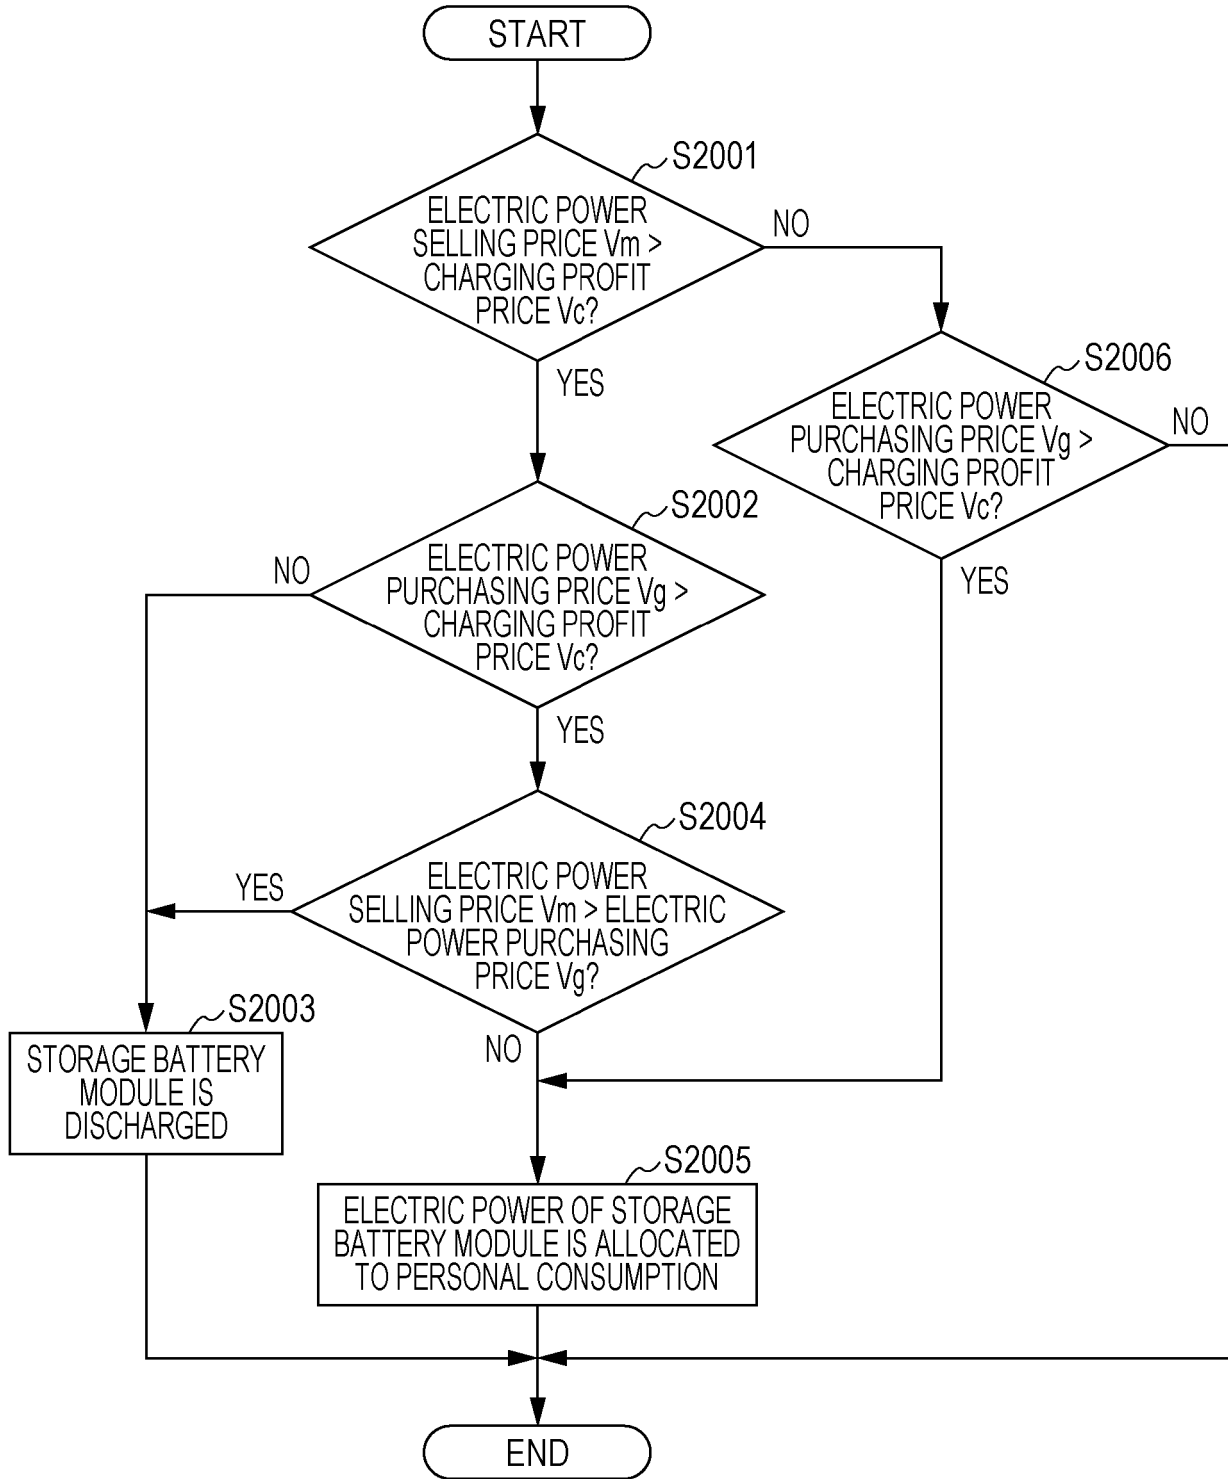 START
S2001
ELECTRIC POWER
SELLING PRICE Vm >
CHARGING PROFIT
PRICE Vc?
NO
YES
S2006
ELECTRIC POWER
PURCHASING PRICE Vg >
CHARGING PROFIT
PRICE Vc?
NO
YES
S2002
ELECTRIC POWER
PURCHASING PRICE Vg >
CHARGING PROFIT
PRICE Vc?
NO
YES
S2004
ELECTRIC POWER
SELLING PRICE Vm > ELECTRIC
POWER PURCHASING
PRICE Vg?
YES
NO
S2003
STORAGE BATTERY
MODULE IS
DISCHARGED
S2005
ELECTRIC POWER OF STORAGE
BATTERY MODULE IS ALLOCATED
TO PERSONAL CONSUMPTION
END